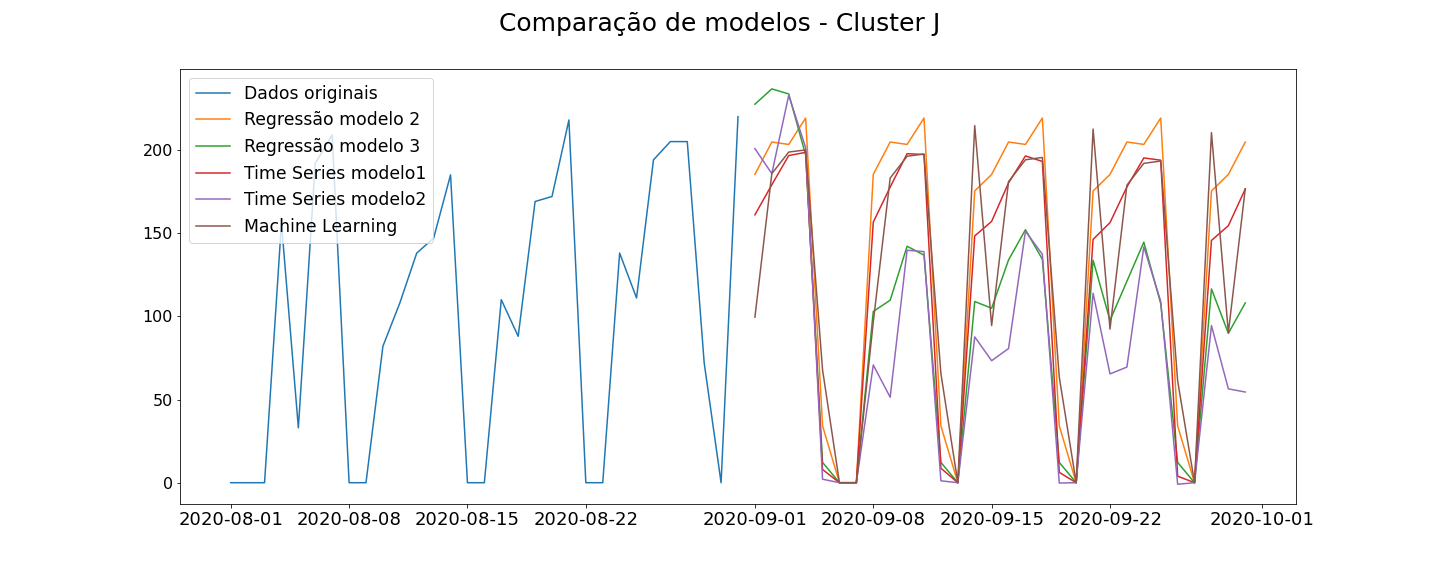 Comparação de modelos - Cluster J
Dados originais
Regressão modelo 2
Regressão modelo 3
Time Series modelo1
Time Series modelo2
Machine Learning
200
150
100
50
0
2020-08-01 2020-08-08 2020-08-15 2020-08-22 2020-09-01 2020-09-08 2020-09-15 2020-09-22 2020-10-01